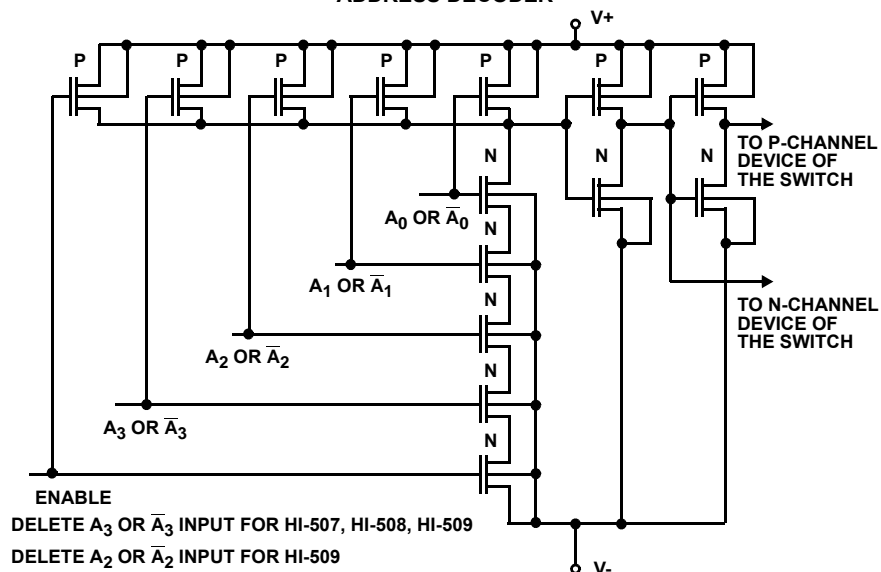 ADDRESS DECODER
V+
P P P P P P P
TO P-CHANNEL
DEVICE OF
THE SWITCH
N N N
A0 OR A̅0
N
A1 OR A̅1
TO N-CHANNEL
DEVICE OF
THE SWITCH
N
A2 OR A̅2
N
A3 OR A̅3
N
ENABLE
DELETE A3 OR A̅3 INPUT FOR HI-507, HI-508, HI-509
DELETE A2 OR A̅2 INPUT FOR HI-509
V-